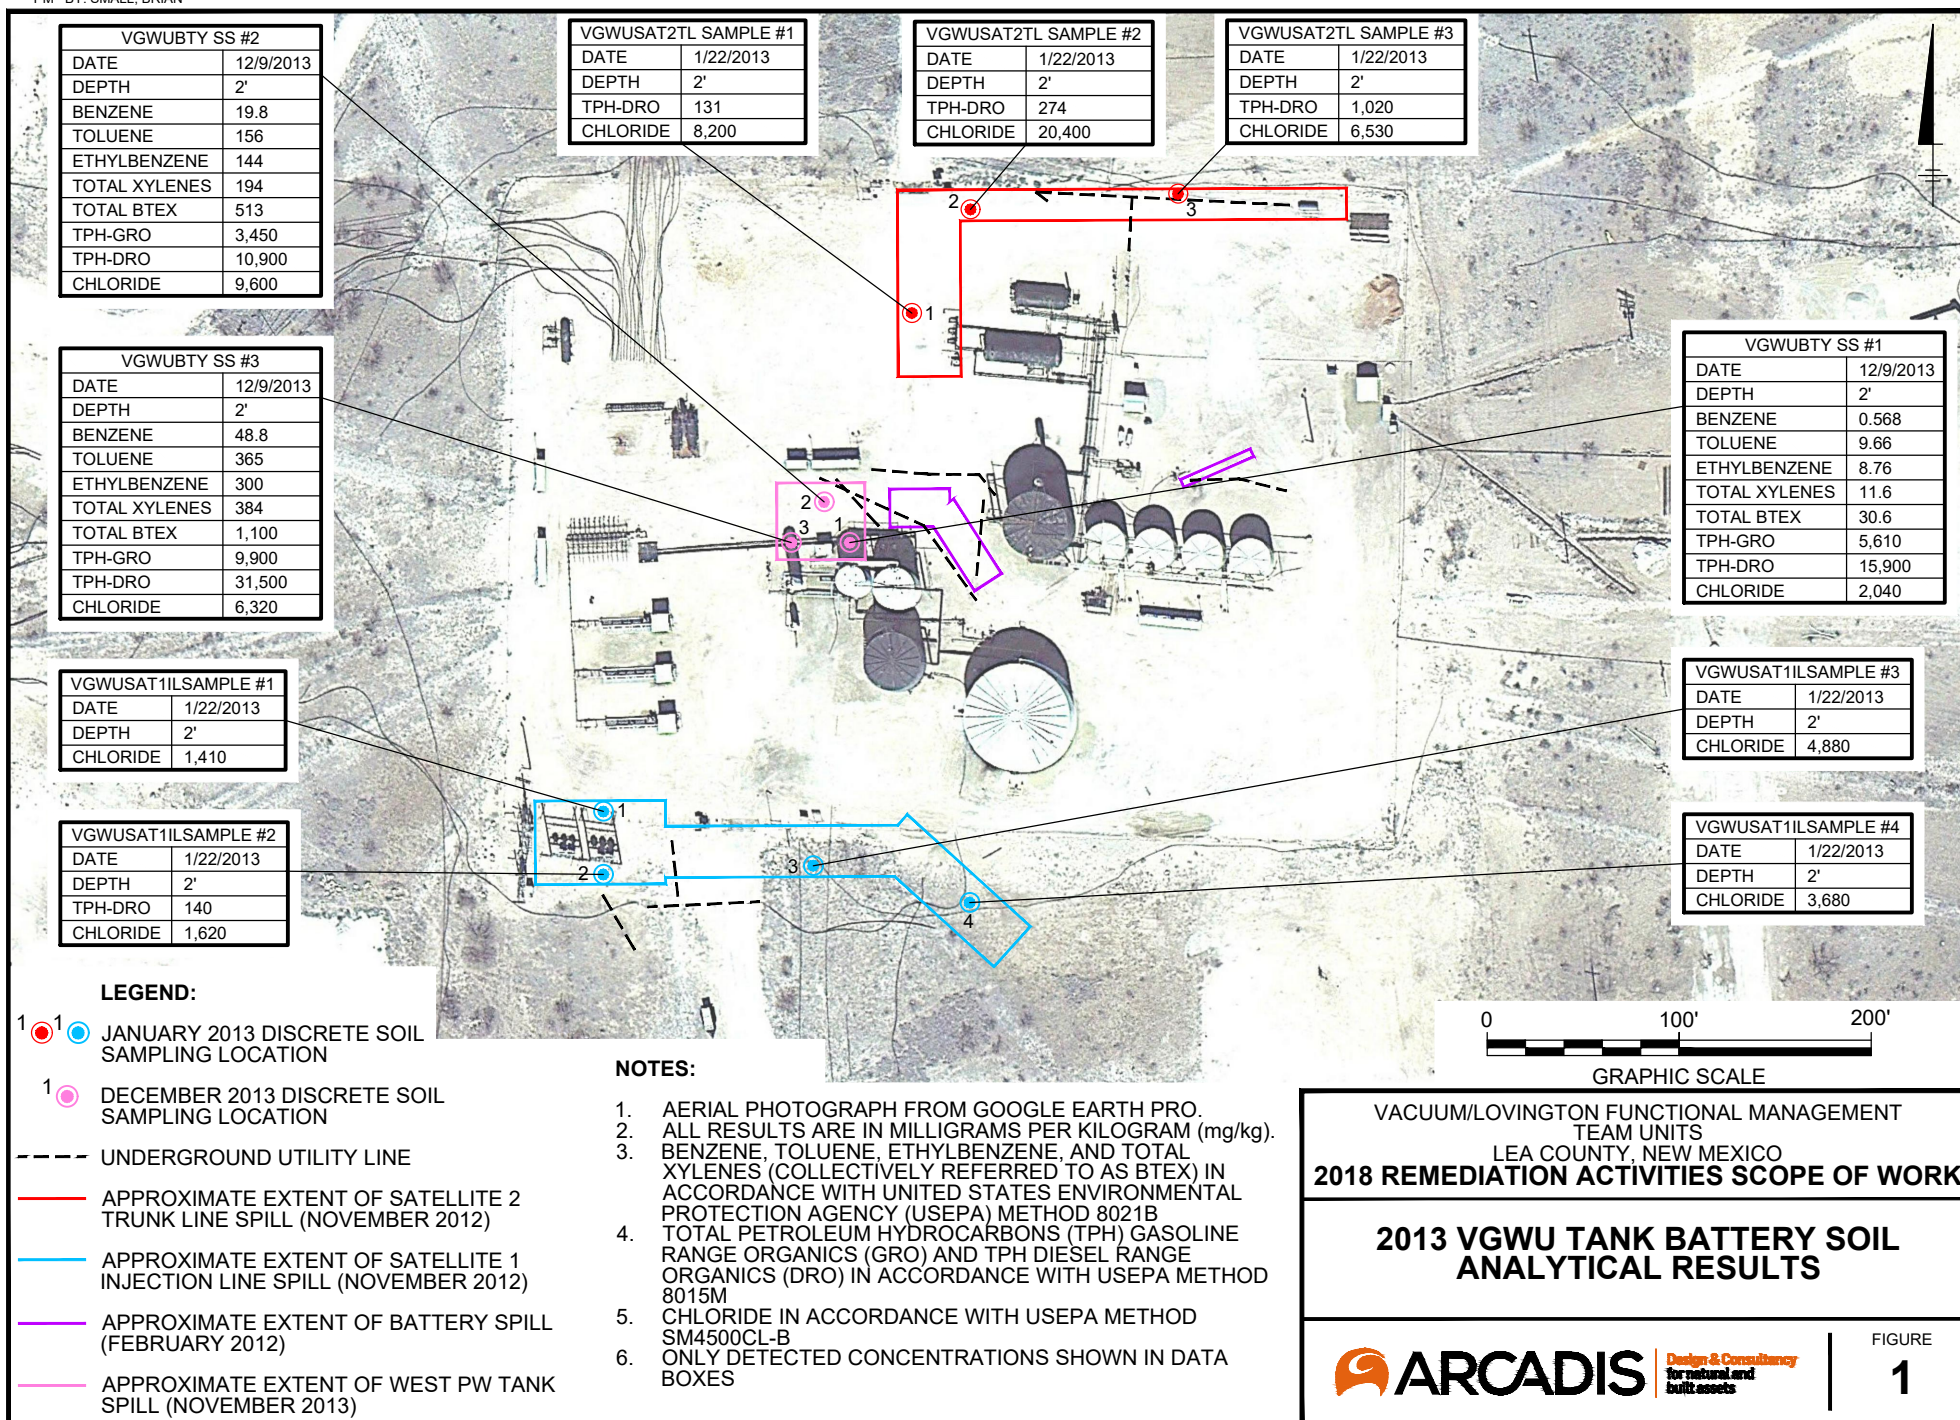 PM BY: SMALL, BRIAN
VGWUBTY SS #2
DATE 12/9/2013
DEPTH 2'
BENZENE 19.8
TOLUENE 156
ETHYLBENZENE 144
TOTAL XYLENES 194
TOTAL BTEX 513
TPH-GRO 3,450
TPH-DRO 10,900
CHLORIDE 9,600
VGWUSAT2TL SAMPLE #1
DATE 1/22/2013
DEPTH 2'
TPH-DRO 131
CHLORIDE 8,200
VGWUSAT2TL SAMPLE #2
DATE 1/22/2013
DEPTH 2'
TPH-DRO 274
CHLORIDE 20,400
VGWUSAT2TL SAMPLE #3
DATE 1/22/2013
DEPTH 2'
TPH-DRO 1,020
CHLORIDE 6,530
2
3
1
VGWUBTY SS #3
DATE 12/9/2013
DEPTH 2'
BENZENE 48.8
TOLUENE 365
ETHYLBENZENE 300
TOTAL XYLENES 384
TOTAL BTEX 1,100
TPH-GRO 9,900
TPH-DRO 31,500
CHLORIDE 6,320
VGWUBTY SS #1
DATE 12/9/2013
DEPTH 2'
BENZENE 0.568
TOLUENE 9.66
ETHYLBENZENE 8.76
TOTAL XYLENES 11.6
TOTAL BTEX 30.6
TPH-GRO 5,610
TPH-DRO 15,900
CHLORIDE 2,040
2
3 1
VGWUSAT1ILSAMPLE #1
DATE 1/22/2013
DEPTH 2'
CHLORIDE 1,410
VGWUSAT1ILSAMPLE #3
DATE 1/22/2013
DEPTH 2'
CHLORIDE 4,880
VGWUSAT1ILSAMPLE #2
DATE 1/22/2013
DEPTH 2'
TPH-DRO 140
CHLORIDE 1,620
VGWUSAT1ILSAMPLE #4
DATE 1/22/2013
DEPTH 2'
CHLORIDE 3,680
1
2
3
4
LEGEND:
1 1 JANUARY 2013 DISCRETE SOIL
SAMPLING LOCATION
1 DECEMBER 2013 DISCRETE SOIL
SAMPLING LOCATION
UNDERGROUND UTILITY LINE
APPROXIMATE EXTENT OF SATELLITE 2
TRUNK LINE SPILL (NOVEMBER 2012)
APPROXIMATE EXTENT OF SATELLITE 1
INJECTION LINE SPILL (NOVEMBER 2012)
APPROXIMATE EXTENT OF BATTERY SPILL
(FEBRUARY 2012)
APPROXIMATE EXTENT OF WEST PW TANK
SPILL (NOVEMBER 2013)
NOTES:
1. AERIAL PHOTOGRAPH FROM GOOGLE EARTH PRO.
2. ALL RESULTS ARE IN MILLIGRAMS PER KILOGRAM (mg/kg).
3. BENZENE, TOLUENE, ETHYLBENZENE, AND TOTAL
XYLENES (COLLECTIVELY REFERRED TO AS BTEX) IN
ACCORDANCE WITH UNITED STATES ENVIRONMENTAL
PROTECTION AGENCY (USEPA) METHOD 8021B
4. TOTAL PETROLEUM HYDROCARBONS (TPH) GASOLINE
RANGE ORGANICS (GRO) AND TPH DIESEL RANGE
ORGANICS (DRO) IN ACCORDANCE WITH USEPA METHOD
8015M
5. CHLORIDE IN ACCORDANCE WITH USEPA METHOD
SM4500CL-B
6. ONLY DETECTED CONCENTRATIONS SHOWN IN DATA
BOXES
0 100' 200'
GRAPHIC SCALE
VACUUM/LOVINGTON FUNCTIONAL MANAGEMENT
TEAM UNITS
LEA COUNTY, NEW MEXICO
2018 REMEDIATION ACTIVITIES SCOPE OF WORK
2013 VGWU TANK BATTERY SOIL
ANALYTICAL RESULTS
ARCADIS
Design & Consultancy
for natural and
built assets
FIGURE
1